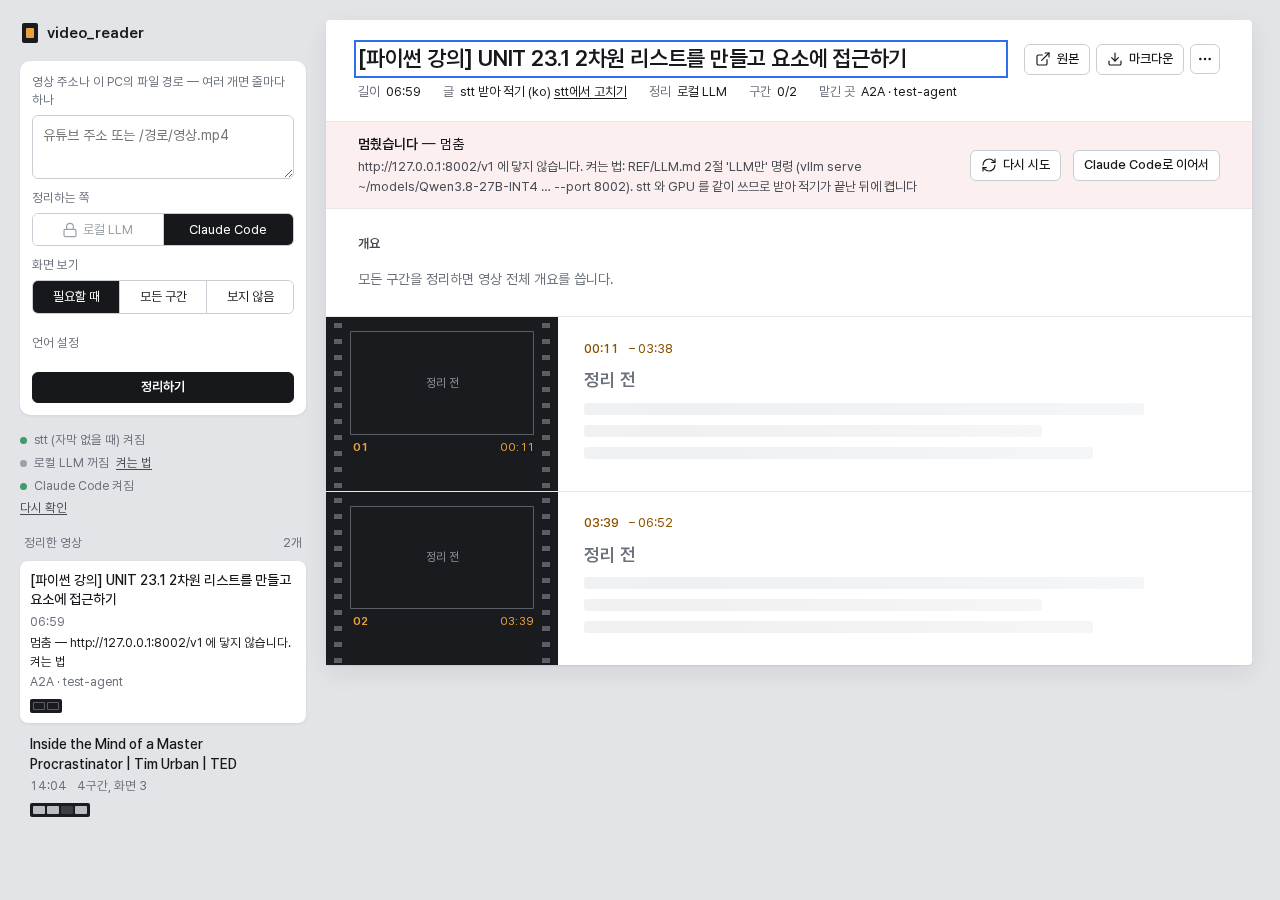 video_reader
영상 주소나 이 PC의 파일 경로 — 여러 개면 줄마다
하나
유튜브 주소 또는 /경로/영상.mp4
정리하는 쪽
로컬 LLM
Claude Code
화면 보기
필요할 때
모든 구간
보지 않음
언어 설정
정리하기
stt (자막 없을 때) 켜짐
로컬 LLM 꺼짐 켜는 법
Claude Code 켜짐
다시 확인
정리한 영상 2개
[파이썬 강의] UNIT 23.1 2차원 리스트를 만들고
요소에 접근하기
06:59
멈춤 — http://127.0.0.1:8002/v1 에 닿지 않습니다.
켜는 법
A2A · test-agent
Inside the Mind of a Master
Procrastinator | Tim Urban | TED
14:04 4구간, 화면 3
[파이썬 강의] UNIT 23.1 2차원 리스트를 만들고 요소에 접근하기
원본
마크다운
길이 06:59 글 stt 받아 적기 (ko) stt에서 고치기 정리 로컬 LLM 구간 0/2 맡긴 곳 A2A · test-agent
멈췄습니다 — 멈춤
http://127.0.0.1:8002/v1 에 닿지 않습니다. 켜는 법: REF/LLM.md 2절 'LLM만' 명령 (vllm serve
~/models/Qwen3.8-27B-INT4 … --port 8002). stt 와 GPU 를 같이 쓰므로 받아 적기가 끝난 뒤에 켭니다
다시 시도
Claude Code로 이어서
개요
모든 구간을 정리하면 영상 전체 개요를 씁니다.
정리 전
01 00:11
00:11 – 03:38
정리 전
정리 전
02 03:39
03:39 – 06:52
정리 전